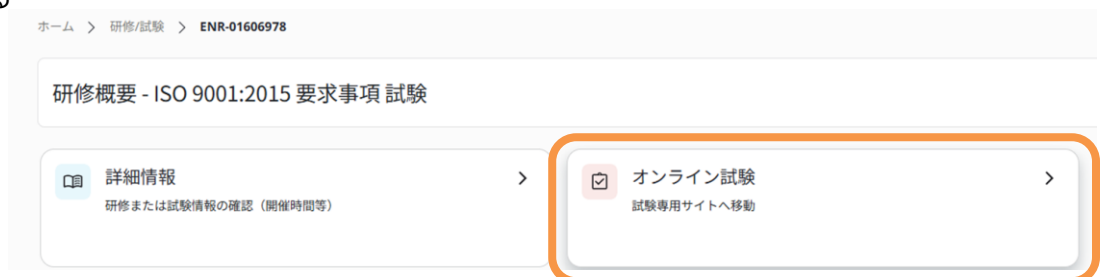 ホーム > 研修/試験 > ENR-01606978
研修概要 - ISO 9001:2015 要求事項 試験
詳細情報
研修または試験情報の確認（開催時間等）
オンライン試験
試験専用サイトへ移動